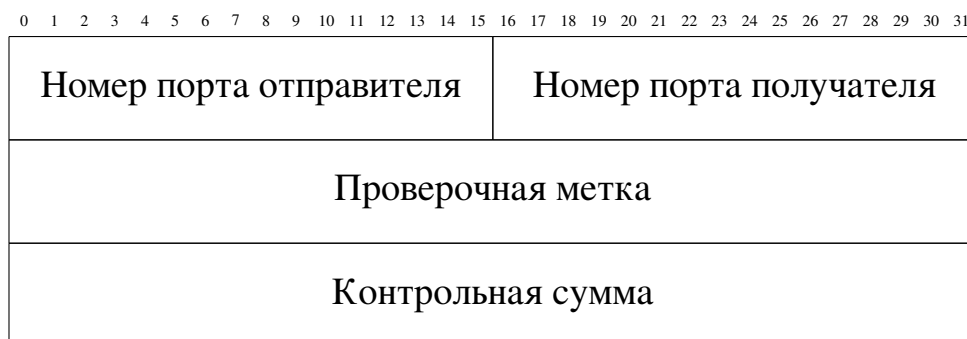 0 1 2 3 4 5 6 7 8 9 10 11 12 13 14 15 16 17 18 19 20 21 22 23 24 25 26 27 28 29 30 31
Номер порта отправителя Номер порта получателя
Проверочная метка
Контрольная сумма